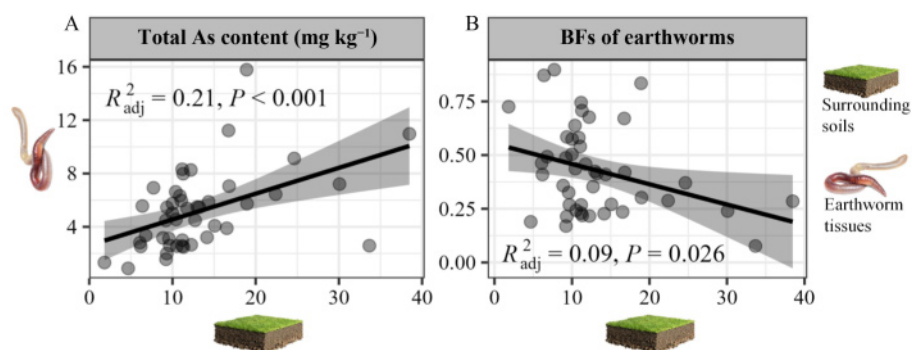 A
Total As content (mg kg⁻¹)
16
12
8
4
R²adj = 0.21, P < 0.001
0 10 20 30 40
B
BFs of earthworms
0.75
0.50
0.25
0.00
R²adj = 0.09, P = 0.026
0 10 20 30 40
Surrounding
soils
Earthworm
tissues